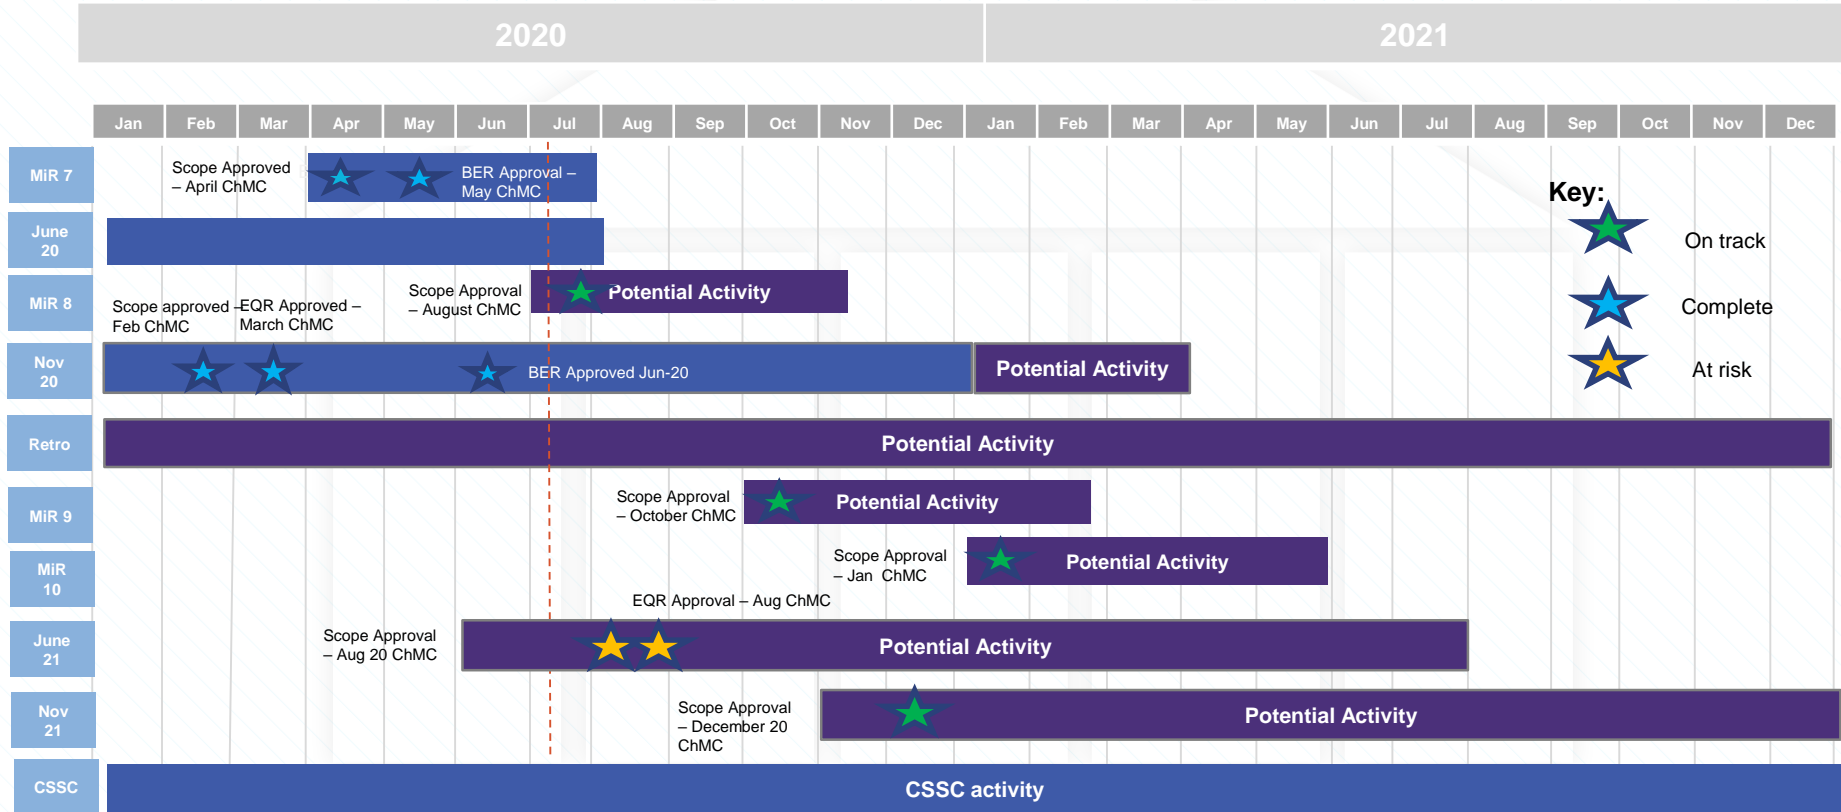 2020 2021
Jan Feb Mar Apr May Jun Jul Aug Sep Oct Nov Dec Jan Feb Mar Apr May Jun Jul Aug Sep Oct Nov Dec
MiR 7
Scope Approved
– April ChMC
BER Approval –
May ChMC
Key:
On track
Complete
At risk
June
20
MiR 8
Scope Approval
– August ChMC
Potential Activity
Scope approved –
Feb ChMC
EQR Approved –
March ChMC
Nov
20
BER Approved Jun-20
Potential Activity
Retro
Potential Activity
MiR 9
Scope Approval
– October ChMC
Potential Activity
MiR
10
Scope Approval
– Jan  ChMC
Potential Activity
EQR Approval – Aug ChMC
June
21
Scope Approval
– Aug 20 ChMC
Potential Activity
Nov
21
Scope Approval
– December 20
ChMC
Potential Activity
CSSC
CSSC activity